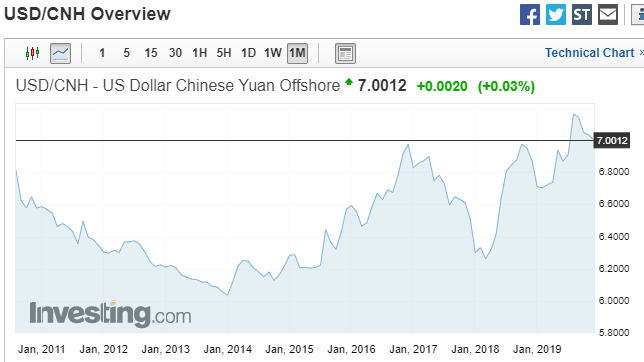 USD/CNH Overview
ST
1 5 15 30 1H 5H 1D 1W 1M
Technical Chart »
USD/CNH - US Dollar Chinese Yuan Offshore 7.0012 +0.0020 (+0.03%)
7.0012
6.8000
6.6000
6.4000
6.2000
6.0000
5.8000
Investing.com
Jan, 2011 Jan, 2012 Jan, 2013 Jan, 2014 Jan, 2015 Jan, 2016 Jan, 2017 Jan, 2018 Jan, 2019